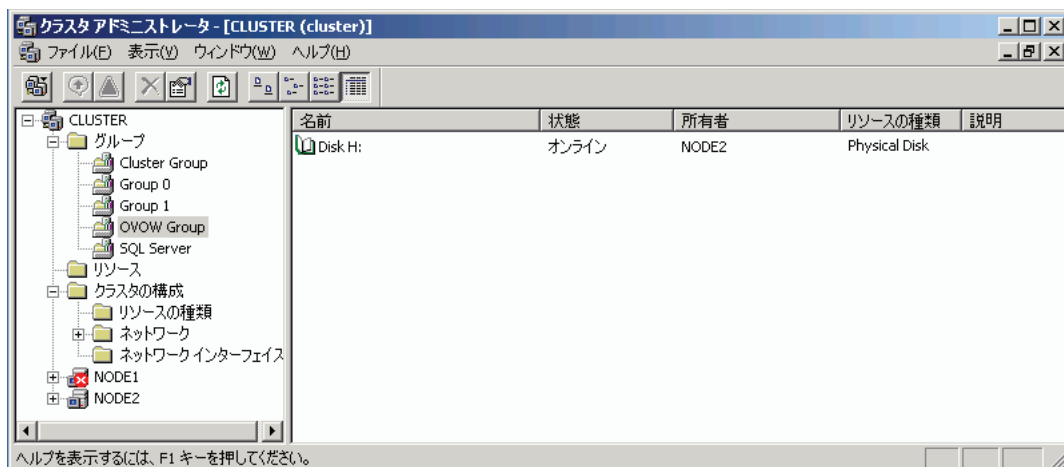 クラスタ アドミニストレータ - [CLUSTER (cluster)]
ファイル(F) 表示(V) ウィンドウ(W) ヘルプ(H)
CLUSTER
グループ
Cluster Group
Group 0
Group 1
OVOW Group
SQL Server
リソース
クラスタの構成
リソースの種類
ネットワーク
ネットワーク インターフェイス
NODE1
NODE2
名前 状態 所有者 リソースの種類 説明
Disk H: オンライン NODE2 Physical Disk
ヘルプを表示するには、F1 キーを押してください。